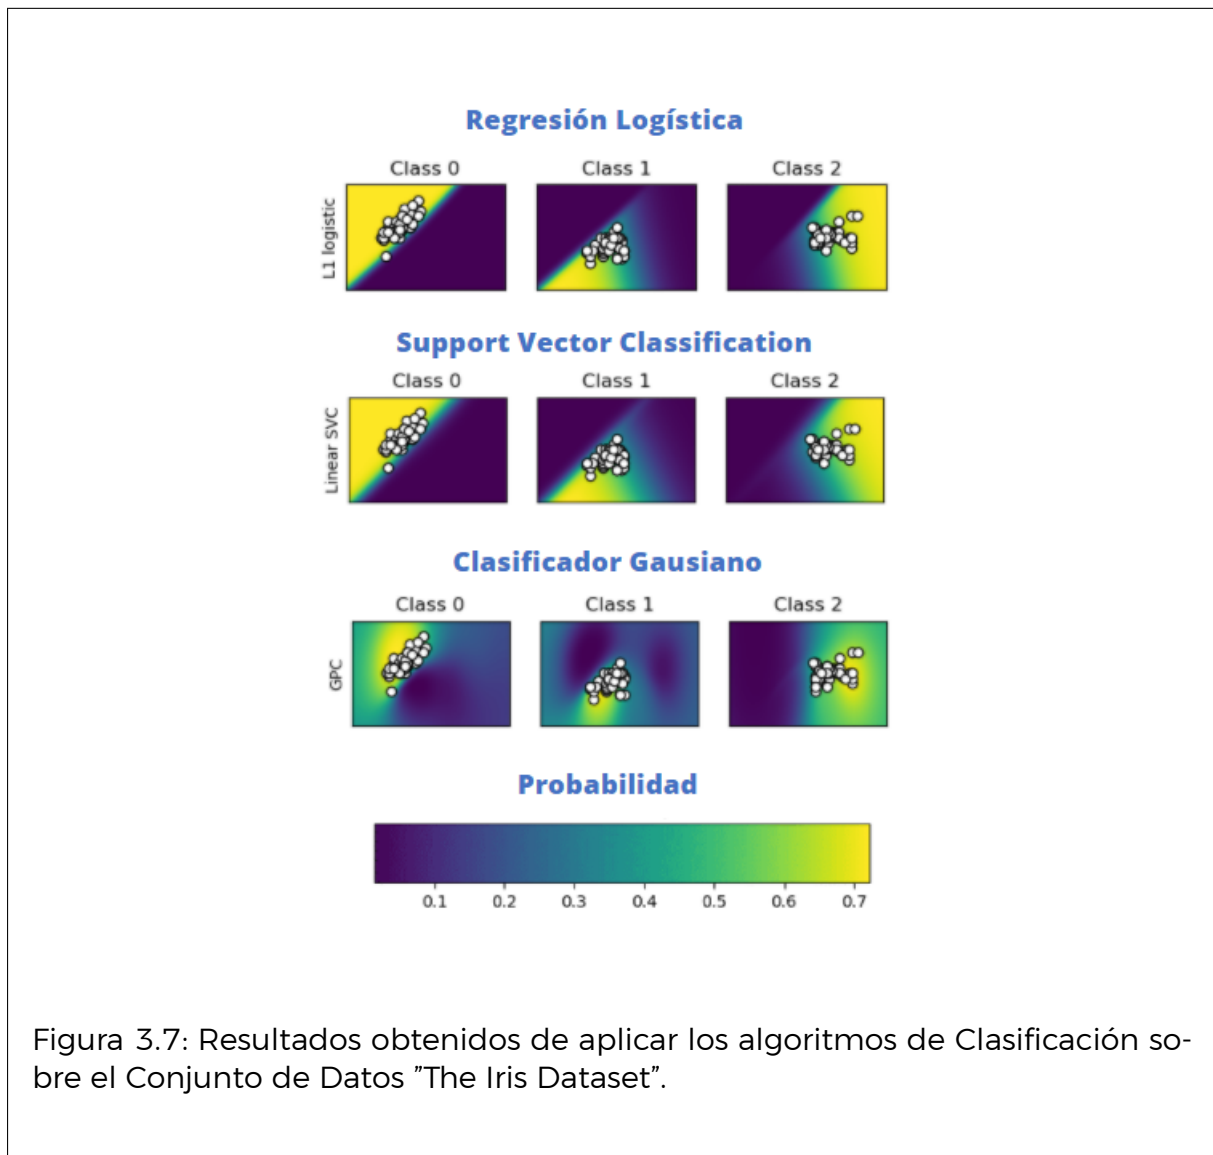 Regresión Logística
Class 0 Class 1 Class 2
L1 logistic
Support Vector Classification
Class 0 Class 1 Class 2
Linear SVC
Clasificador Gausiano
Class 0 Class 1 Class 2
GPC
Probabilidad
0.1 0.2 0.3 0.4 0.5 0.6 0.7
Figura 3.7: Resultados obtenidos de aplicar los algoritmos de Clasificación so-
bre el Conjunto de Datos ”The Iris Dataset”.